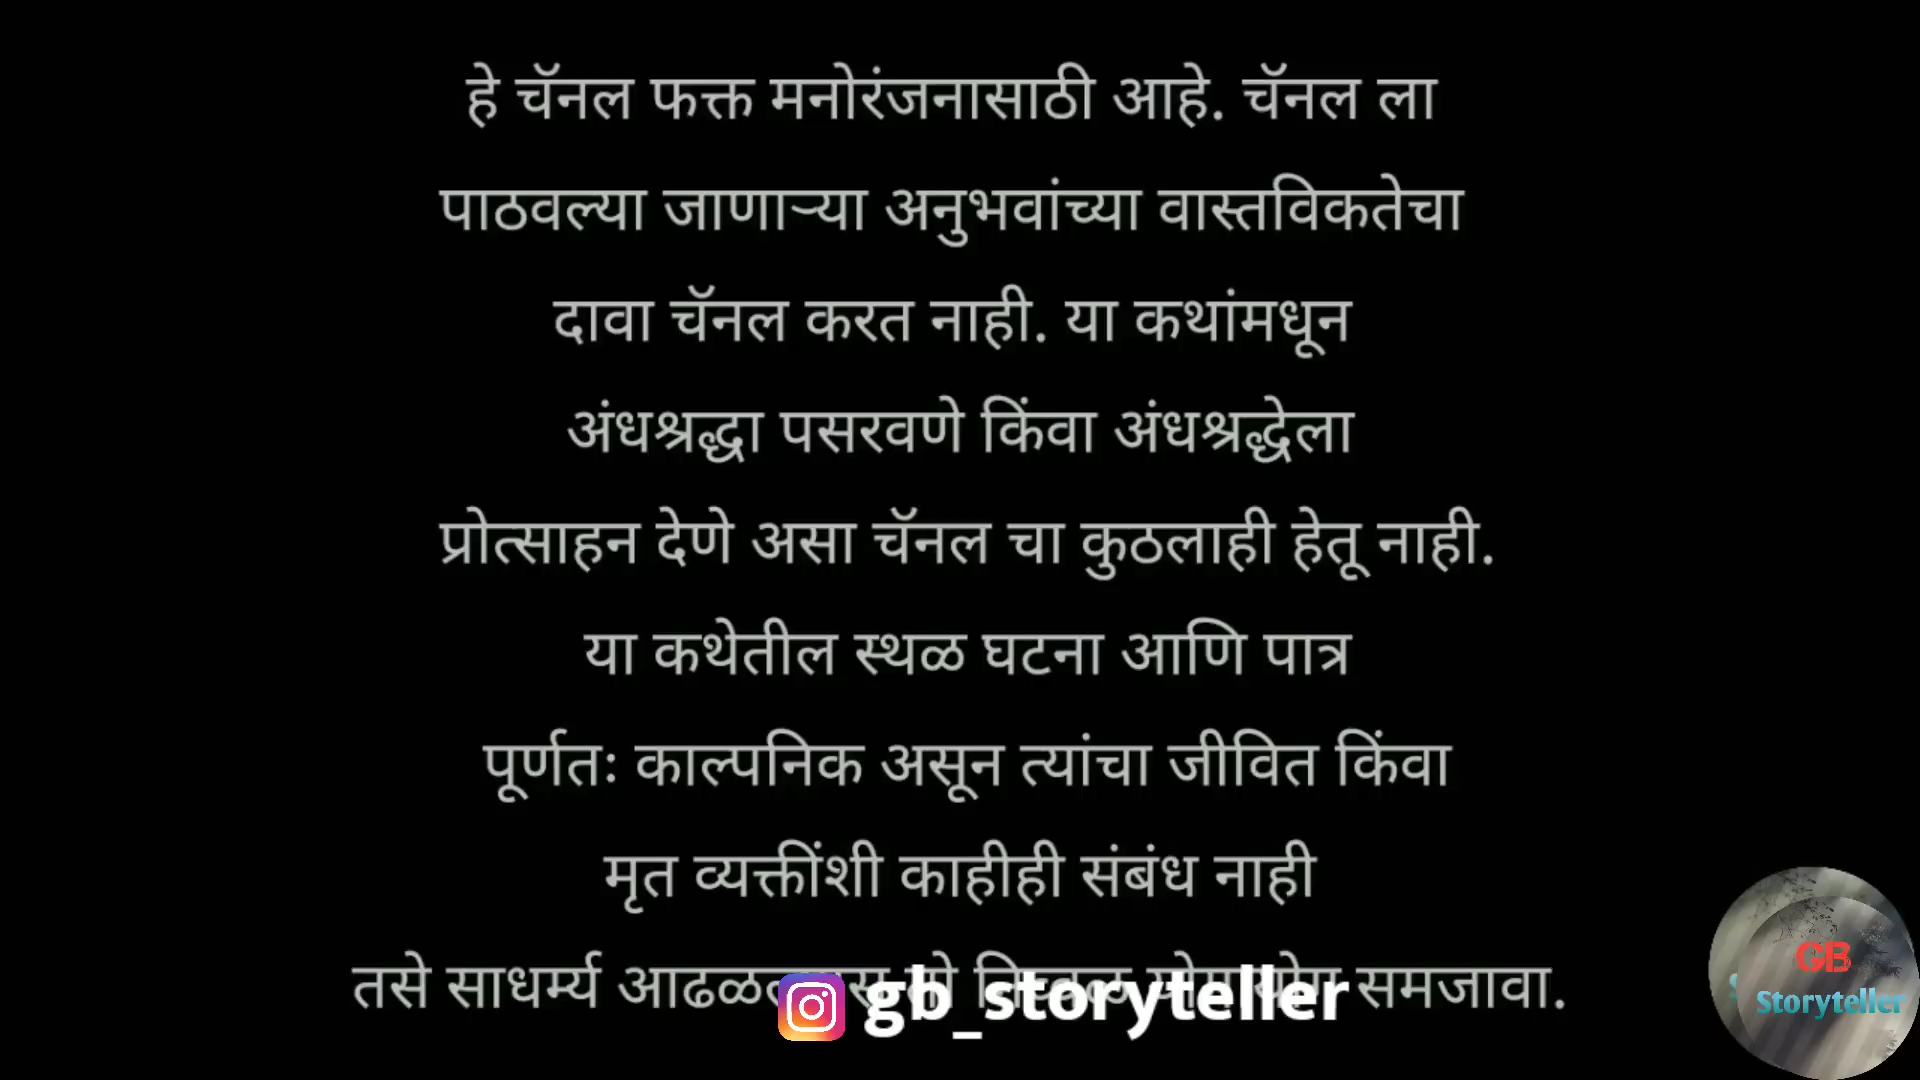 हे चॅनल फक्त मनोरंजनासाठी आहे. चॅनल ला
पाठवल्या जाणाऱ्या अनुभवांच्या वास्तविकतेचा
दावा चॅनल करत नाही. या कथांमधून
अंधश्रद्धा पसरवणे किंवा अंधश्रद्धेला
प्रोत्साहन देणे असा चॅनल चा कुठलाही हेतू नाही.
या कथेतील स्थळ घटना आणि पात्र
पूर्णतः काल्पनिक असून त्यांचा जीवित किंवा
मृत व्यक्तींशी काहीही संबंध नाही
तसे साधर्म्य समजावा.
gb_storyteller
GB
Storyteller